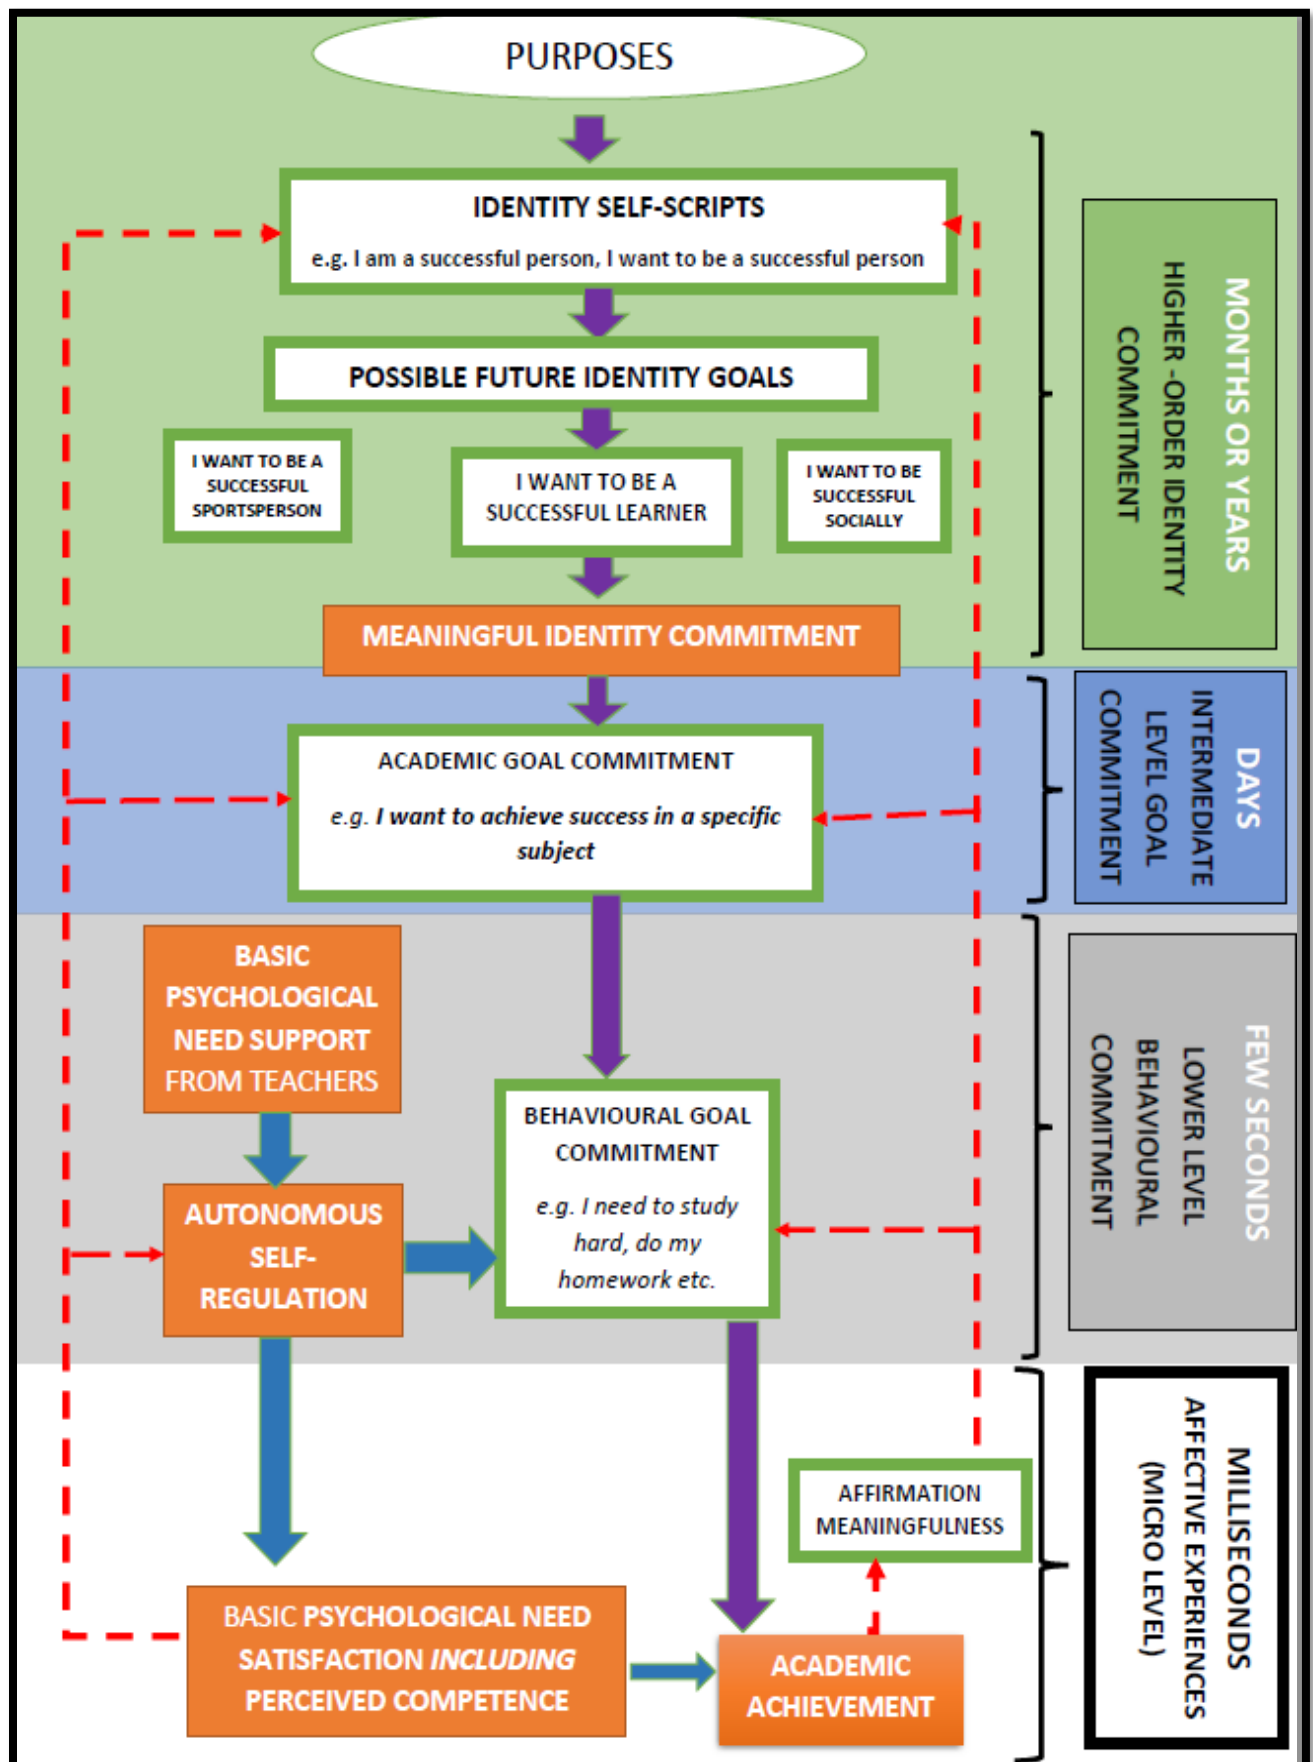 PURPOSES
IDENTITY SELF-SCRIPTS
e.g. I am a successful person, I want to be a successful person
POSSIBLE FUTURE IDENTITY GOALS
I WANT TO BE A
SUCCESSFUL
SPORTSPERSON
I WANT TO BE A
SUCCESSFUL LEARNER
I WANT TO BE
SUCCESSFUL
SOCIALLY
MEANINGFUL IDENTITY COMMITMENT
MONTHS OR YEARS
HIGHER -ORDER IDENTITY
COMMITMENT
ACADEMIC GOAL COMMITMENT
e.g. I want to achieve success in a specific
subject
DAYS
INTERMEDIATE
LEVEL GOAL
COMMITMENT
BASIC
PSYCHOLOGICAL
NEED SUPPORT
FROM TEACHERS
AUTONOMOUS
SELF-
REGULATION
BEHAVIOURAL GOAL
COMMITMENT
e.g. I need to study
hard, do my
homework etc.
FEW SECONDS
LOWER LEVEL
BEHAVIOURAL
COMMITMENT
AFFIRMATION
MEANINGFULNESS
BASIC PSYCHOLOGICAL NEED
SATISFACTION INCLUDING
PERCEIVED COMPETENCE
ACADEMIC
ACHIEVEMENT
MILLISECONDS
AFFECTIVE EXPERIENCES
(MICRO LEVEL)